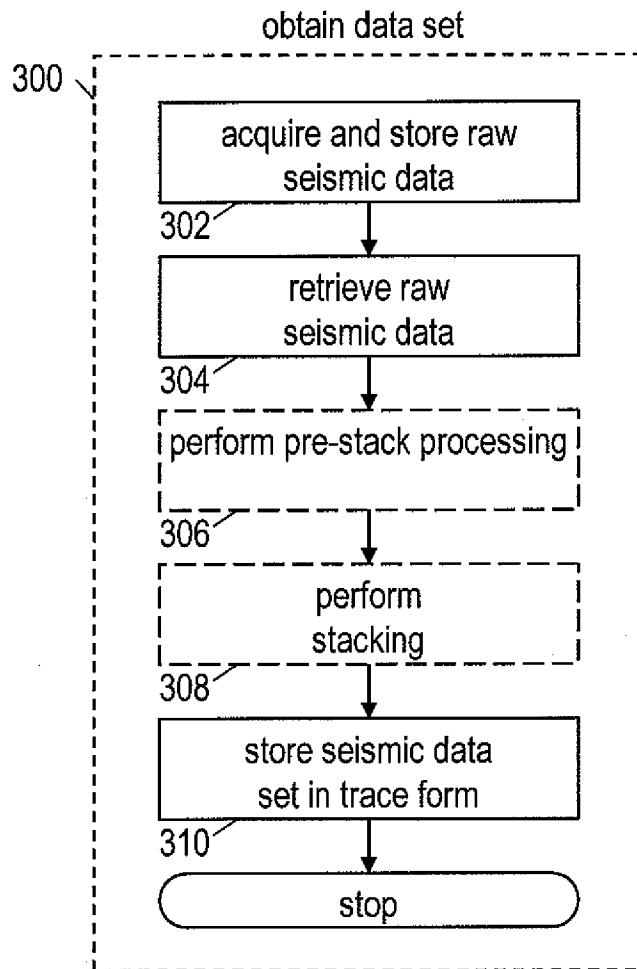 obtain data set
300
acquire and store raw
seismic data
302
retrieve raw
seismic data
304
perform pre-stack processing
306
perform
stacking
308
store seismic data
set in trace form
310
stop